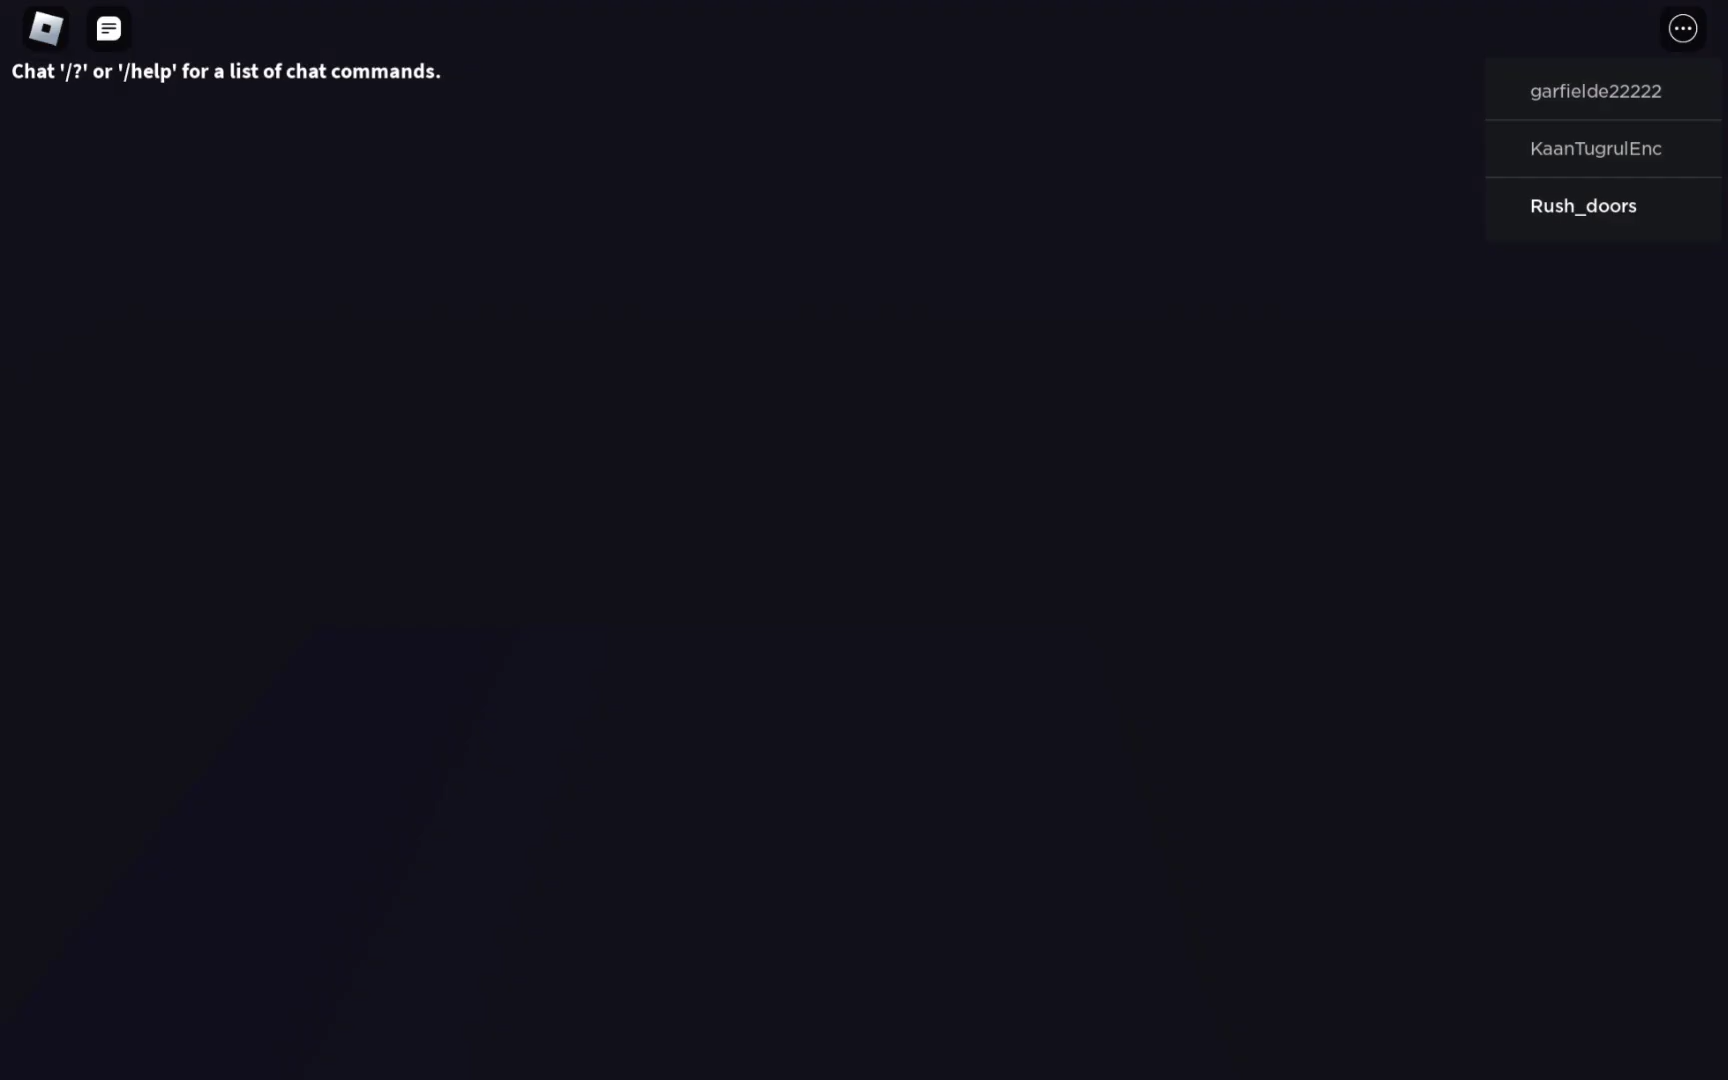 Chat '/?' or '/help' for a list of chat commands.
garfielde22222
KaanTugrulEnc
Rush_doors